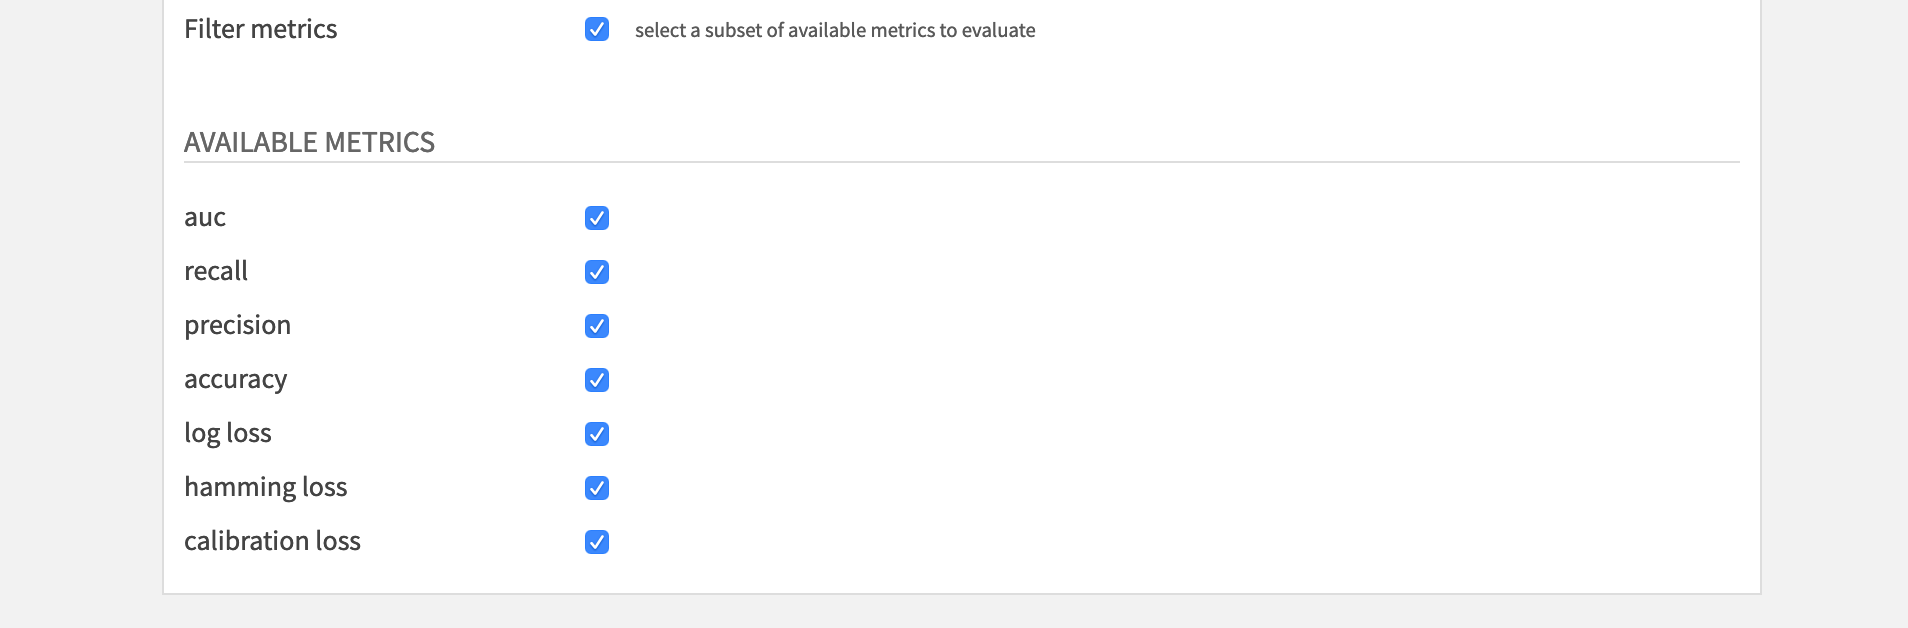 Filter metrics select a subset of available metrics to evaluate
AVAILABLE METRICS
auc
recall
precision
accuracy
log loss
hamming loss
calibration loss